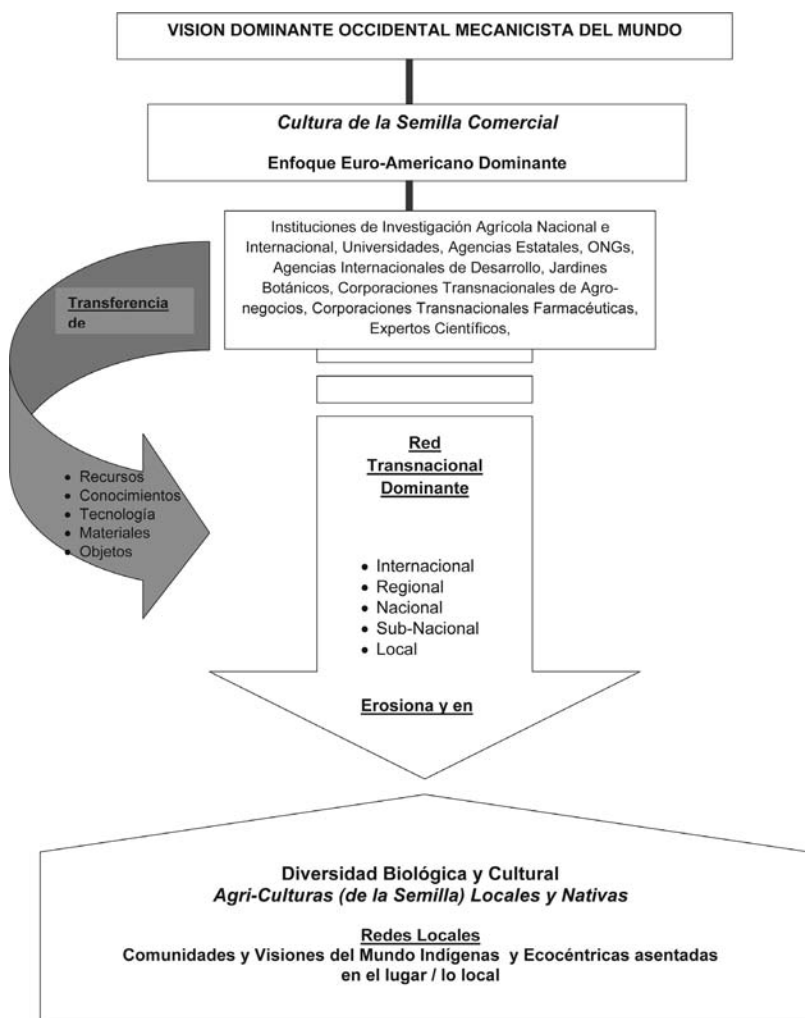 VISION DOMINANTE OCCIDENTAL MECANICISTA DEL MUNDO
Cultura de la Semilla Comercial
Enfoque Euro-Americano Dominante
Instituciones de Investigación Agrícola Nacional e
Internacional, Universidades, Agencias Estatales, ONGs,
Agencias Internacionales de Desarrollo, Jardines
Botánicos, Corporaciones Transnacionales de Agro-
negocios, Corporaciones Transnacionales Farmacéuticas,
Expertos Científicos,
Transferencia
de
• Recursos
• Conocimientos
• Tecnología
• Materiales
• Objetos
Red
Transnacional
Dominante
• Internacional
• Regional
• Nacional
• Sub-Nacional
• Local
Erosiona y en
Diversidad Biológica y Cultural
Agri-Culturas (de la Semilla) Locales y Nativas
Redes Locales
Comunidades y Visiones del Mundo Indígenas y Ecocéntricas asentadas
en el lugar / lo local